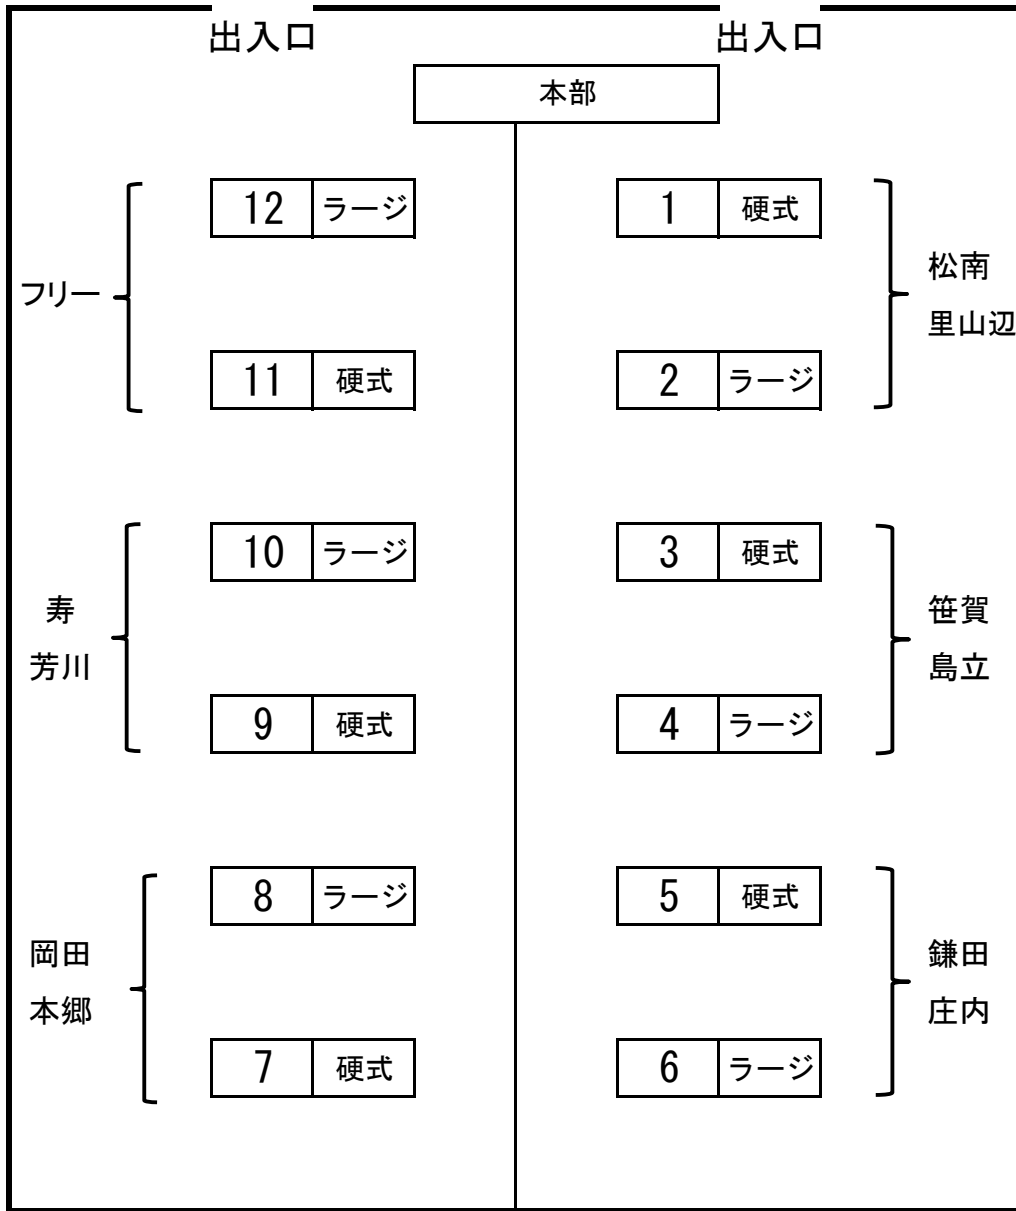 出入口 出入口
本部
12 ラージ 1 硬式
松南
フリー
里山辺
11 硬式 2 ラージ
10 ラージ 3 硬式
寿 笹賀
芳川 島立
9 硬式 4 ラージ
8 ラージ 5 硬式
岡田 鎌田
本郷 庄内
7 硬式 6 ラージ